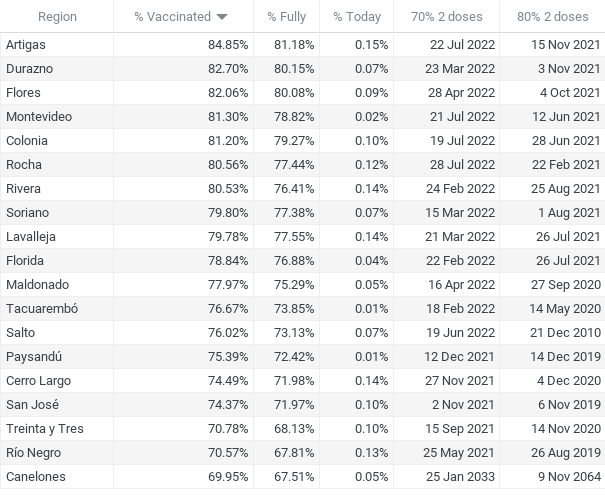 Region % Vaccinated % Fully % Today 70% 2 doses 80% 2 doses
Artigas 84.85% 81.18% 0.15% 22 Jul 2022 15 Nov 2021
Durazno 82.70% 80.15% 0.07% 23 Mar 2022 3 Nov 2021
Flores 82.06% 80.08% 0.09% 28 Apr 2022 4 Oct 2021
Montevideo 81.30% 78.82% 0.02% 21 Jul 2022 12 Jun 2021
Colonia 81.20% 79.27% 0.10% 19 Jul 2022 28 Jun 2021
Rocha 80.56% 77.44% 0.12% 28 Jul 2022 22 Feb 2021
Rivera 80.53% 76.41% 0.14% 24 Feb 2022 25 Aug 2021
Soriano 79.80% 77.38% 0.07% 15 Mar 2022 1 Aug 2021
Lavalleja 79.78% 77.55% 0.14% 21 Mar 2022 26 Jul 2021
Florida 78.84% 76.88% 0.04% 22 Feb 2022 26 Jul 2021
Maldonado 77.97% 75.29% 0.05% 16 Apr 2022 27 Sep 2020
Tacuarembó 76.67% 73.85% 0.01% 18 Feb 2022 14 May 2020
Salto 76.02% 73.13% 0.07% 19 Jun 2022 21 Dec 2010
Paysandú 75.39% 72.42% 0.01% 12 Dec 2021 14 Dec 2019
Cerro Largo 74.49% 71.98% 0.14% 27 Nov 2021 4 Dec 2020
San José 74.37% 71.97% 0.10% 2 Nov 2021 6 Nov 2019
Treinta y Tres 70.78% 68.13% 0.10% 15 Sep 2021 14 Nov 2020
Río Negro 70.57% 67.81% 0.13% 25 May 2021 26 Aug 2019
Canelones 69.95% 67.51% 0.05% 25 Jan 2033 9 Nov 2064